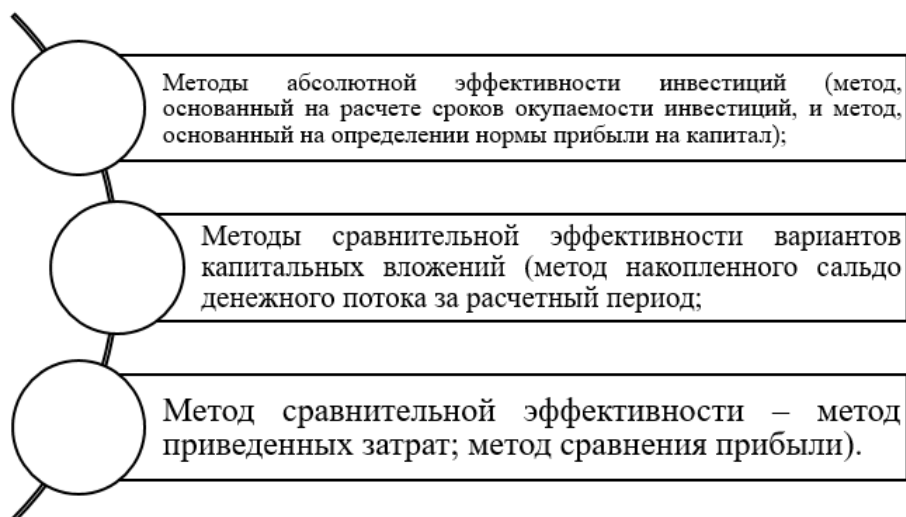 Методы абсолютной эффективности инвестиций (метод,
основанный на расчете сроков окупаемости инвестиций, и метод,
основанный на определении нормы прибыли на капитал);
Методы сравнительной эффективности вариантов
капитальных вложений (метод накопленного сальдо
денежного потока за расчетный период;
Метод сравнительной эффективности – метод
приведенных затрат; метод сравнения прибыли).